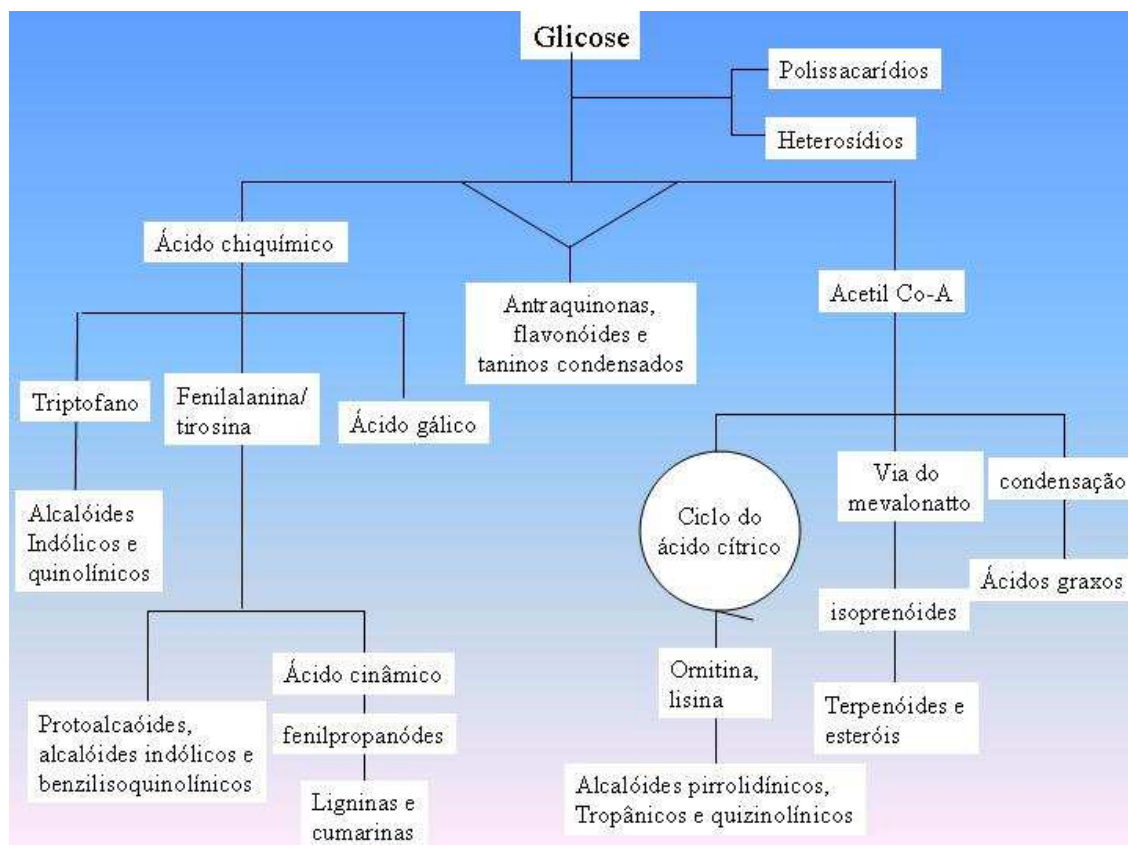 Glicose
Polissacarídios
Heterosídios
Ácido chiquímico
Antraquinonas,
flavonóides e
taninos condensados
Acetil Co-A
Triptofano
Fenilalanina/
tirosina
Ácido gálico
Alcalóides
Indólicos e
quinolínicos
Ciclo do
ácido cítrico
Via do
mevalonatto
condensação
Ácidos graxos
isoprenóides
Ácido cinâmico
Ornitina,
lisina
Terpenóides e
esteróis
Protoalcaóides,
alcalóides indólicos e
benzilisoquinolínicos
fenilpropanódes
Ligninas e
cumarinas
Alcalóides pirrolidínicos,
Tropânicos e quizinolínicos